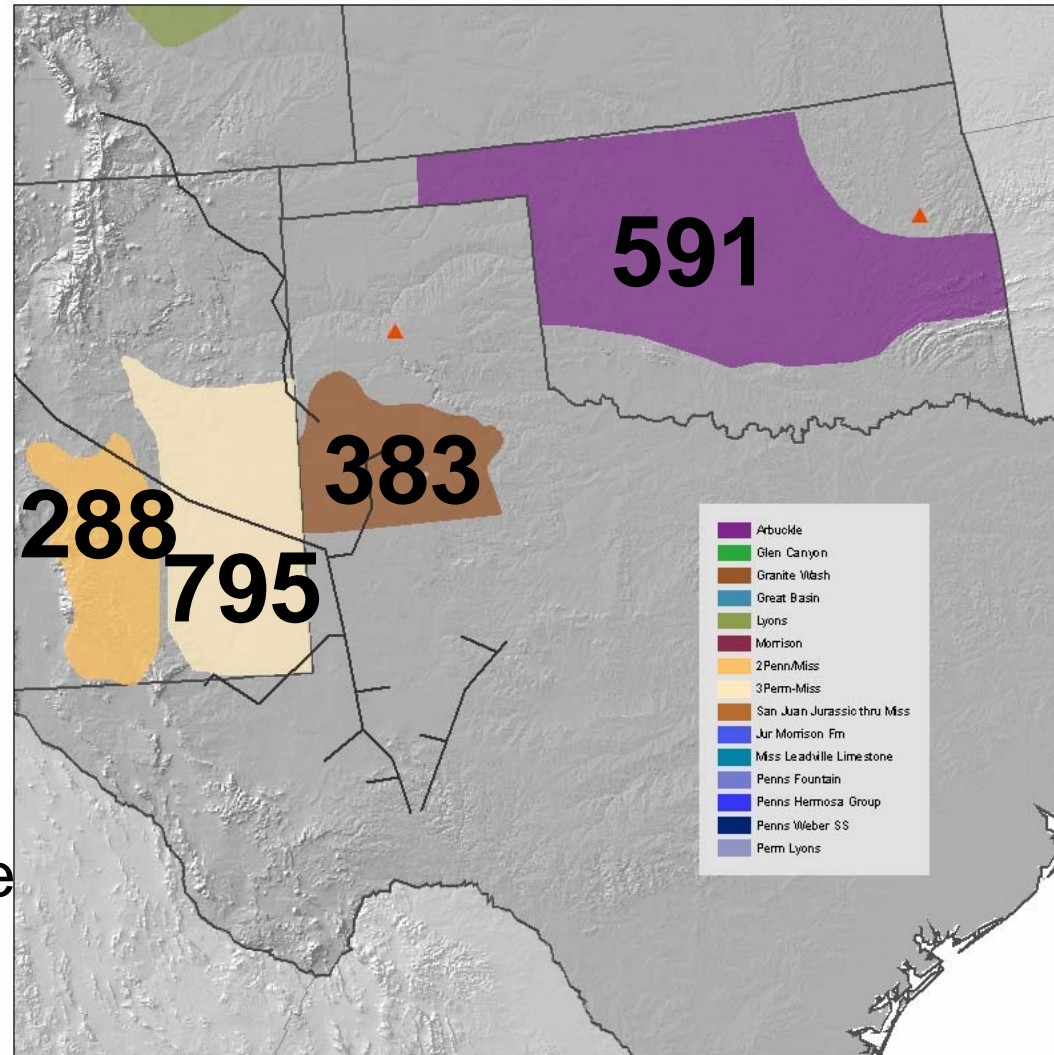 591
383
288
795
e
Arbuckle
Glen Canyon
Granite Wash
Great Basin
Lyons
Morrison
2Penn/Miss
3Perm-Miss
San Juan Jurassic thru Miss
Jur Morrison Fm
Miss Leadville Limestone
Penns Fountain
Penns Hermosa Group
Penns Weber SS
Perm Lyons